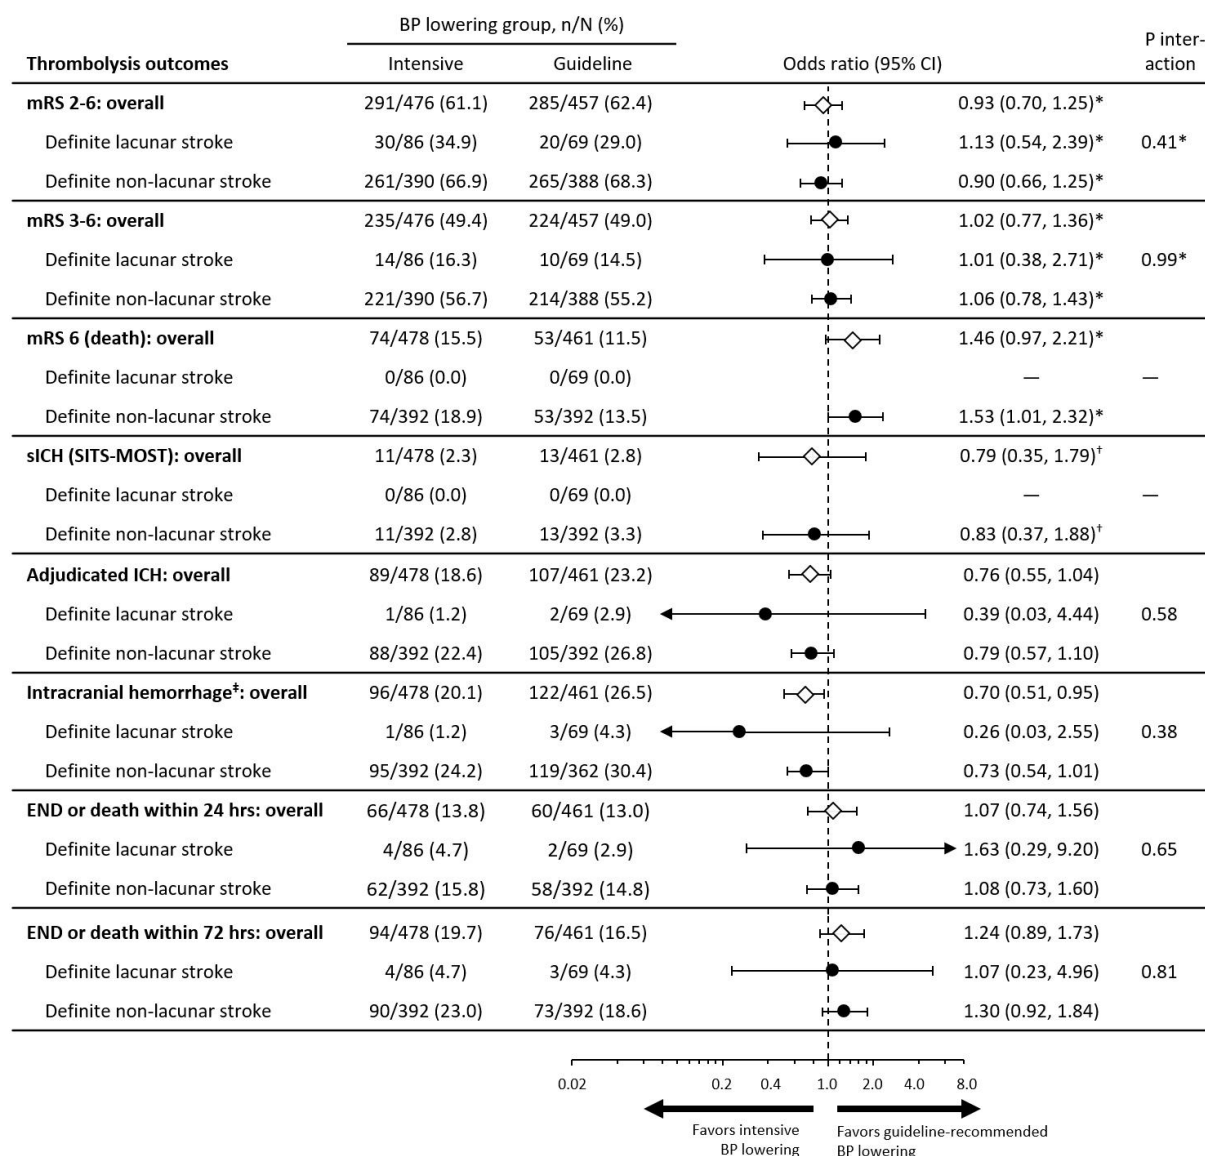 BP lowering group, n/N (%)
P inter-
Thrombolysis outcomes Intensive Guideline Odds ratio (95% CI) action
mRS 2-6: overall 291/476 (61.1) 285/457 (62.4) 0.93 (0.70, 1.25)*
Definite lacunar stroke 30/86 (34.9) 20/69 (29.0) 1.13 (0.54, 2.39)* 0.41*
Definite non-lacunar stroke 261/390 (66.9) 265/388 (68.3) 0.90 (0.66, 1.25)*
mRS 3-6: overall 235/476 (49.4) 224/457 (49.0) 1.02 (0.77, 1.36)*
Definite lacunar stroke 14/86 (16.3) 10/69 (14.5) 1.01 (0.38, 2.71)* 0.99*
Definite non-lacunar stroke 221/390 (56.7) 214/388 (55.2) 1.06 (0.78, 1.43)*
mRS 6 (death): overall 74/478 (15.5) 53/461 (11.5) 1.46 (0.97, 2.21)*
Definite lacunar stroke 0/86 (0.0) 0/69 (0.0) — —
Definite non-lacunar stroke 74/392 (18.9) 53/392 (13.5) 1.53 (1.01, 2.32)*
sICH (SITS-MOST): overall 11/478 (2.3) 13/461 (2.8) 0.79 (0.35, 1.79)†
Definite lacunar stroke 0/86 (0.0) 0/69 (0.0) — —
Definite non-lacunar stroke 11/392 (2.8) 13/392 (3.3) 0.83 (0.37, 1.88)†
Adjudicated ICH: overall 89/478 (18.6) 107/461 (23.2) 0.76 (0.55, 1.04)
Definite lacunar stroke 1/86 (1.2) 2/69 (2.9) 0.39 (0.03, 4.44) 0.58
Definite non-lacunar stroke 88/392 (22.4) 105/392 (26.8) 0.79 (0.57, 1.10)
Intracranial hemorrhage‡: overall 96/478 (20.1) 122/461 (26.5) 0.70 (0.51, 0.95)
Definite lacunar stroke 1/86 (1.2) 3/69 (4.3) 0.26 (0.03, 2.55) 0.38
Definite non-lacunar stroke 95/392 (24.2) 119/362 (30.4) 0.73 (0.54, 1.01)
END or death within 24 hrs: overall 66/478 (13.8) 60/461 (13.0) 1.07 (0.74, 1.56)
Definite lacunar stroke 4/86 (4.7) 2/69 (2.9) 1.63 (0.29, 9.20) 0.65
Definite non-lacunar stroke 62/392 (15.8) 58/392 (14.8) 1.08 (0.73, 1.60)
END or death within 72 hrs: overall 94/478 (19.7) 76/461 (16.5) 1.24 (0.89, 1.73)
Definite lacunar stroke 4/86 (4.7) 3/69 (4.3) 1.07 (0.23, 4.96) 0.81
Definite non-lacunar stroke 90/392 (23.0) 73/392 (18.6) 1.30 (0.92, 1.84)
0.02 0.2 0.4 1.0 2.0 4.0 8.0
Favors intensive Favors guideline-recommended
BP lowering BP lowering